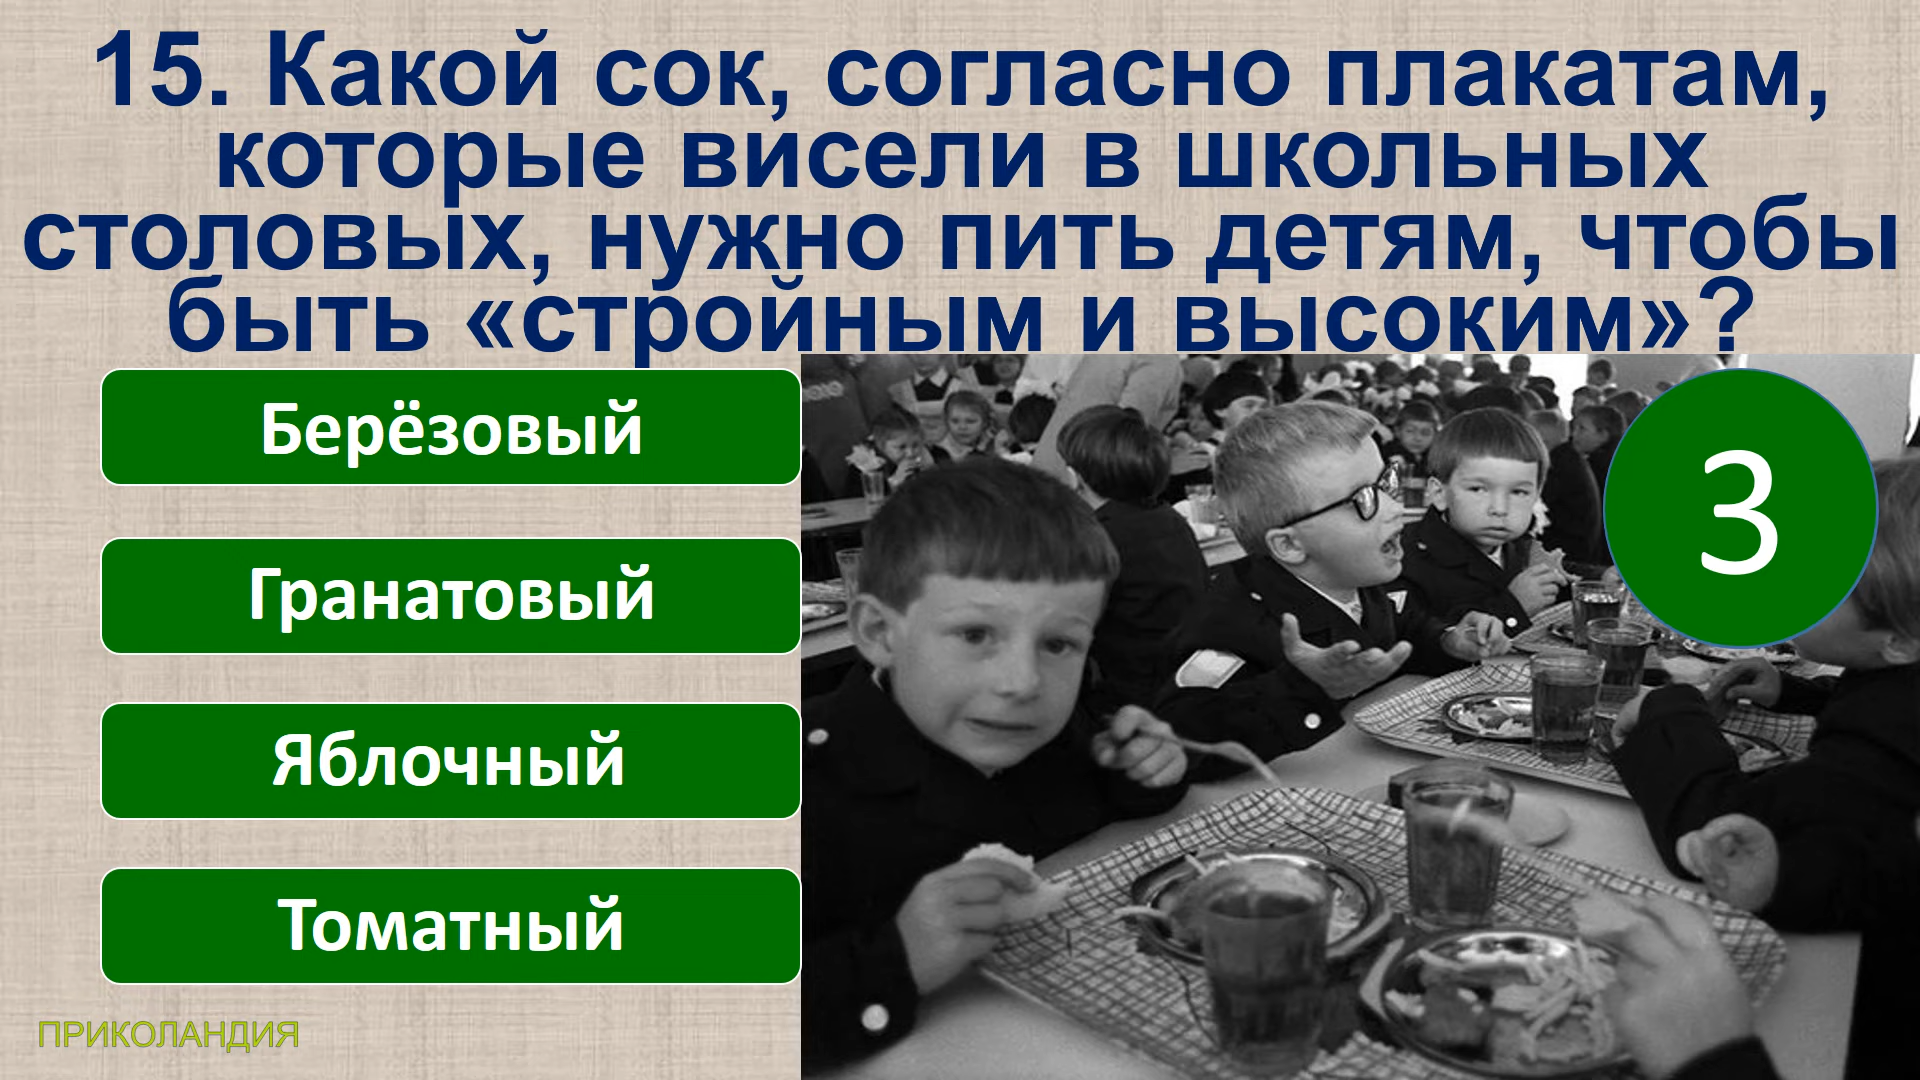 15. Какой сок, согласно плакатам,
которые висели в школьных
столовых, нужно пить детям, чтобы
быть «стройным и высоким»?
Берёзовый
Гранатовый
Яблочный
Томатный
3
ПРИКОЛАНДИЯ